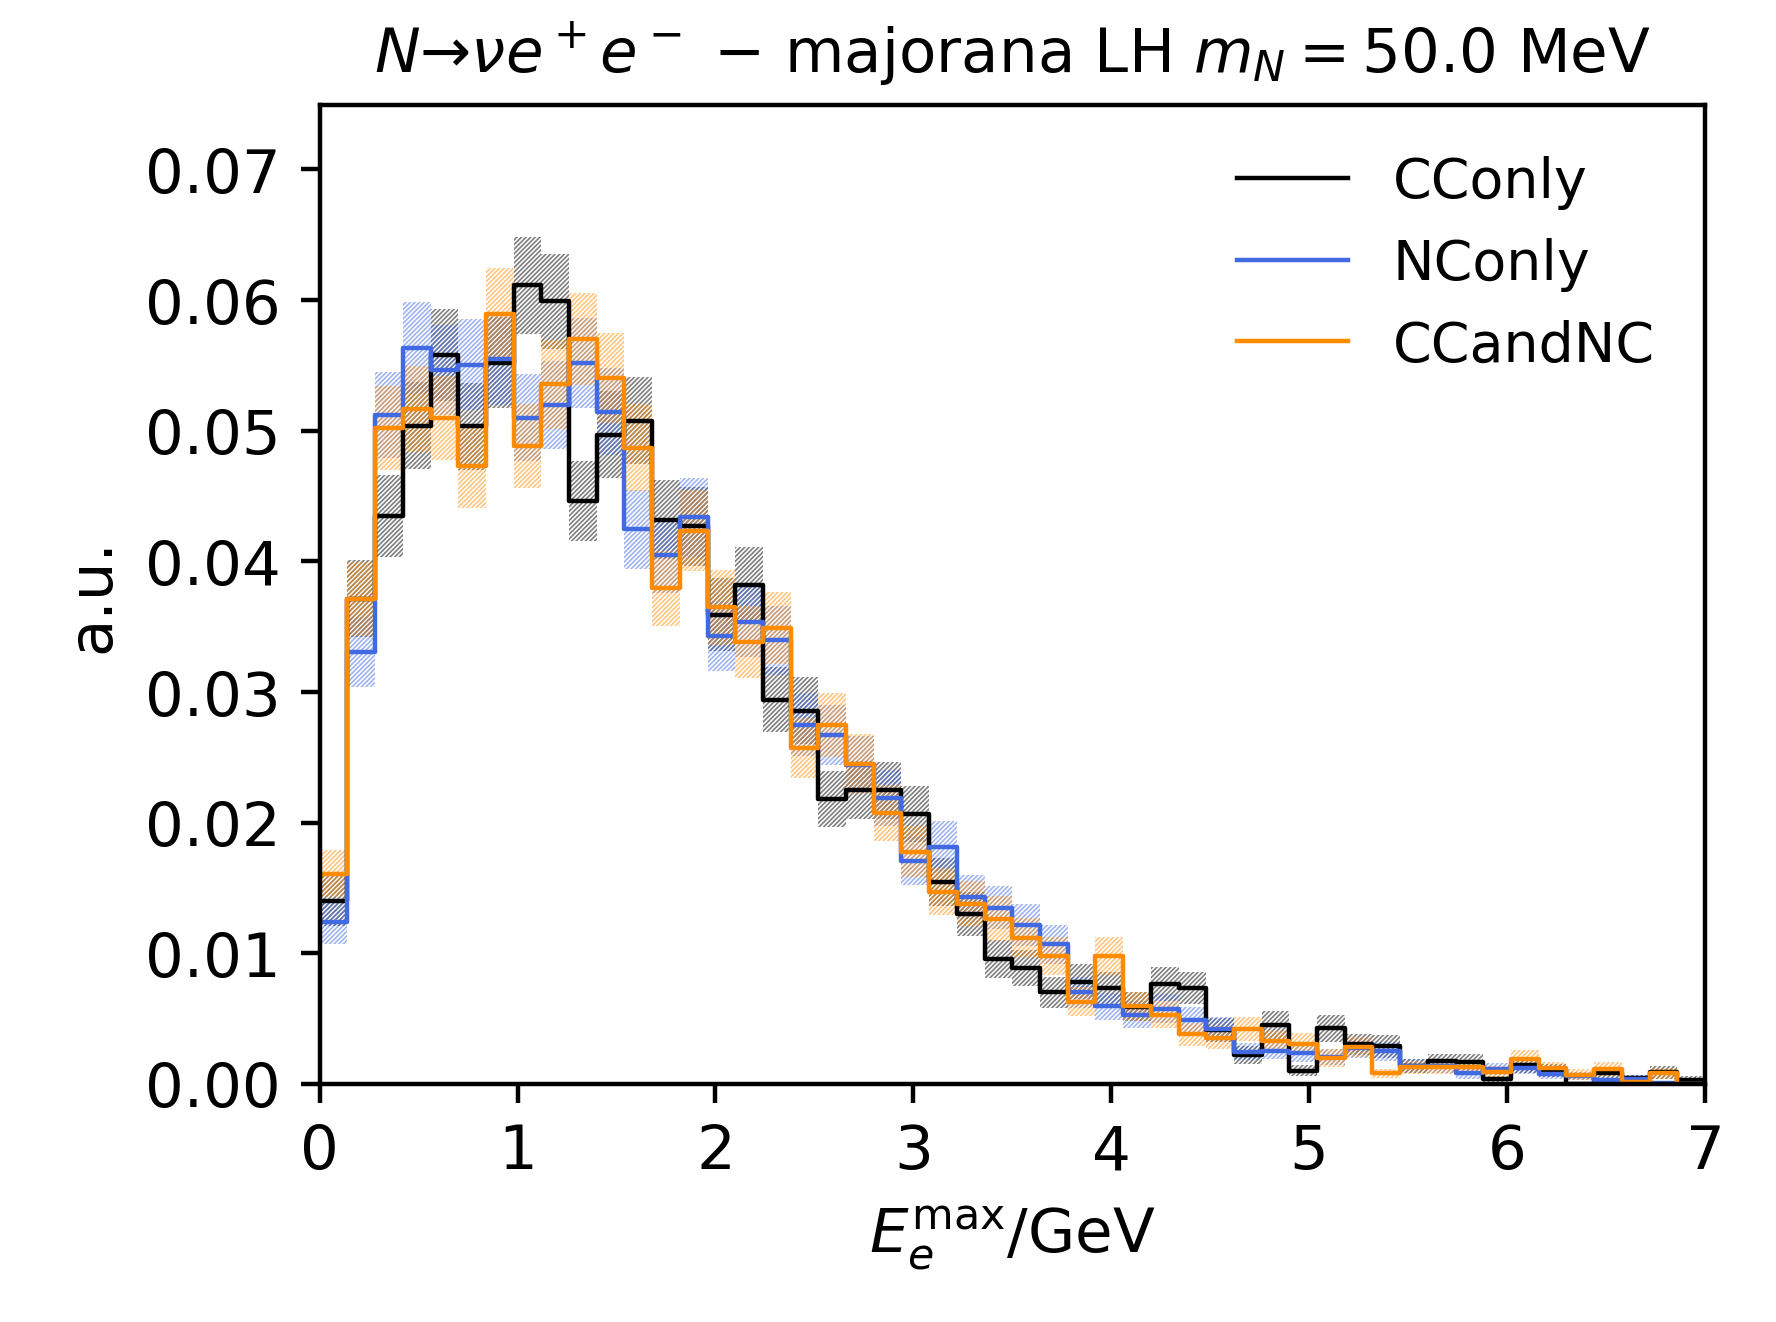 N→νe⁺e⁻ − majorana LH m_N = 50.0 MeV
0.07
0.06
0.05
0.04
0.03
0.02
0.01
0.00
a.u.
CConly
NConly
CCandNC
0 1 2 3 4 5 6 7
E_e^max/GeV